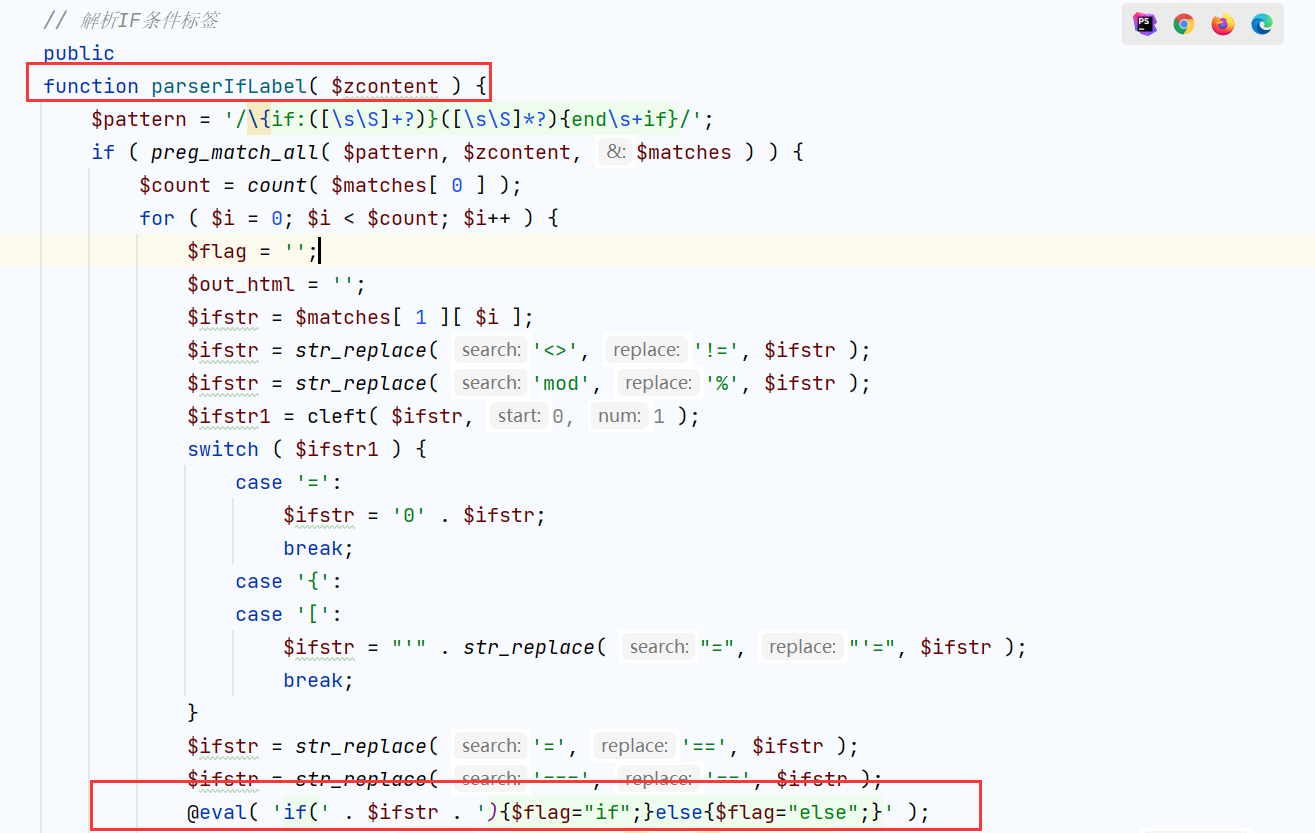 // 解析IF条件标签
public
function parserIfLabel( $zcontent ) {
$pattern = '/\{if:([\s\S]+?)}([\s\S]*?){end\s+if}/';
if ( preg_match_all( $pattern, $zcontent, &: $matches ) ) {
$count = count( $matches[ 0 ] );
for ( $i = 0; $i < $count; $i++ ) {
$flag = '';
$out_html = '';
$ifstr = $matches[ 1 ][ $i ];
$ifstr = str_replace( search: '<>', replace: '!=', $ifstr );
$ifstr = str_replace( search: 'mod', replace: '%', $ifstr );
$ifstr1 = cleft( $ifstr, start: 0, num: 1 );
switch ( $ifstr1 ) {
case '=':
$ifstr = '0' . $ifstr;
break;
case '{':
case '[':
$ifstr = "'" . str_replace( search: "=", replace: "'=", $ifstr );
break;
}
$ifstr = str_replace( search: '=', replace: '==', $ifstr );
$ifstr = str_replace( search: '===', replace: '==', $ifstr );
@eval( 'if(' . $ifstr . '){$flag="if";}else{$flag="else";}' );